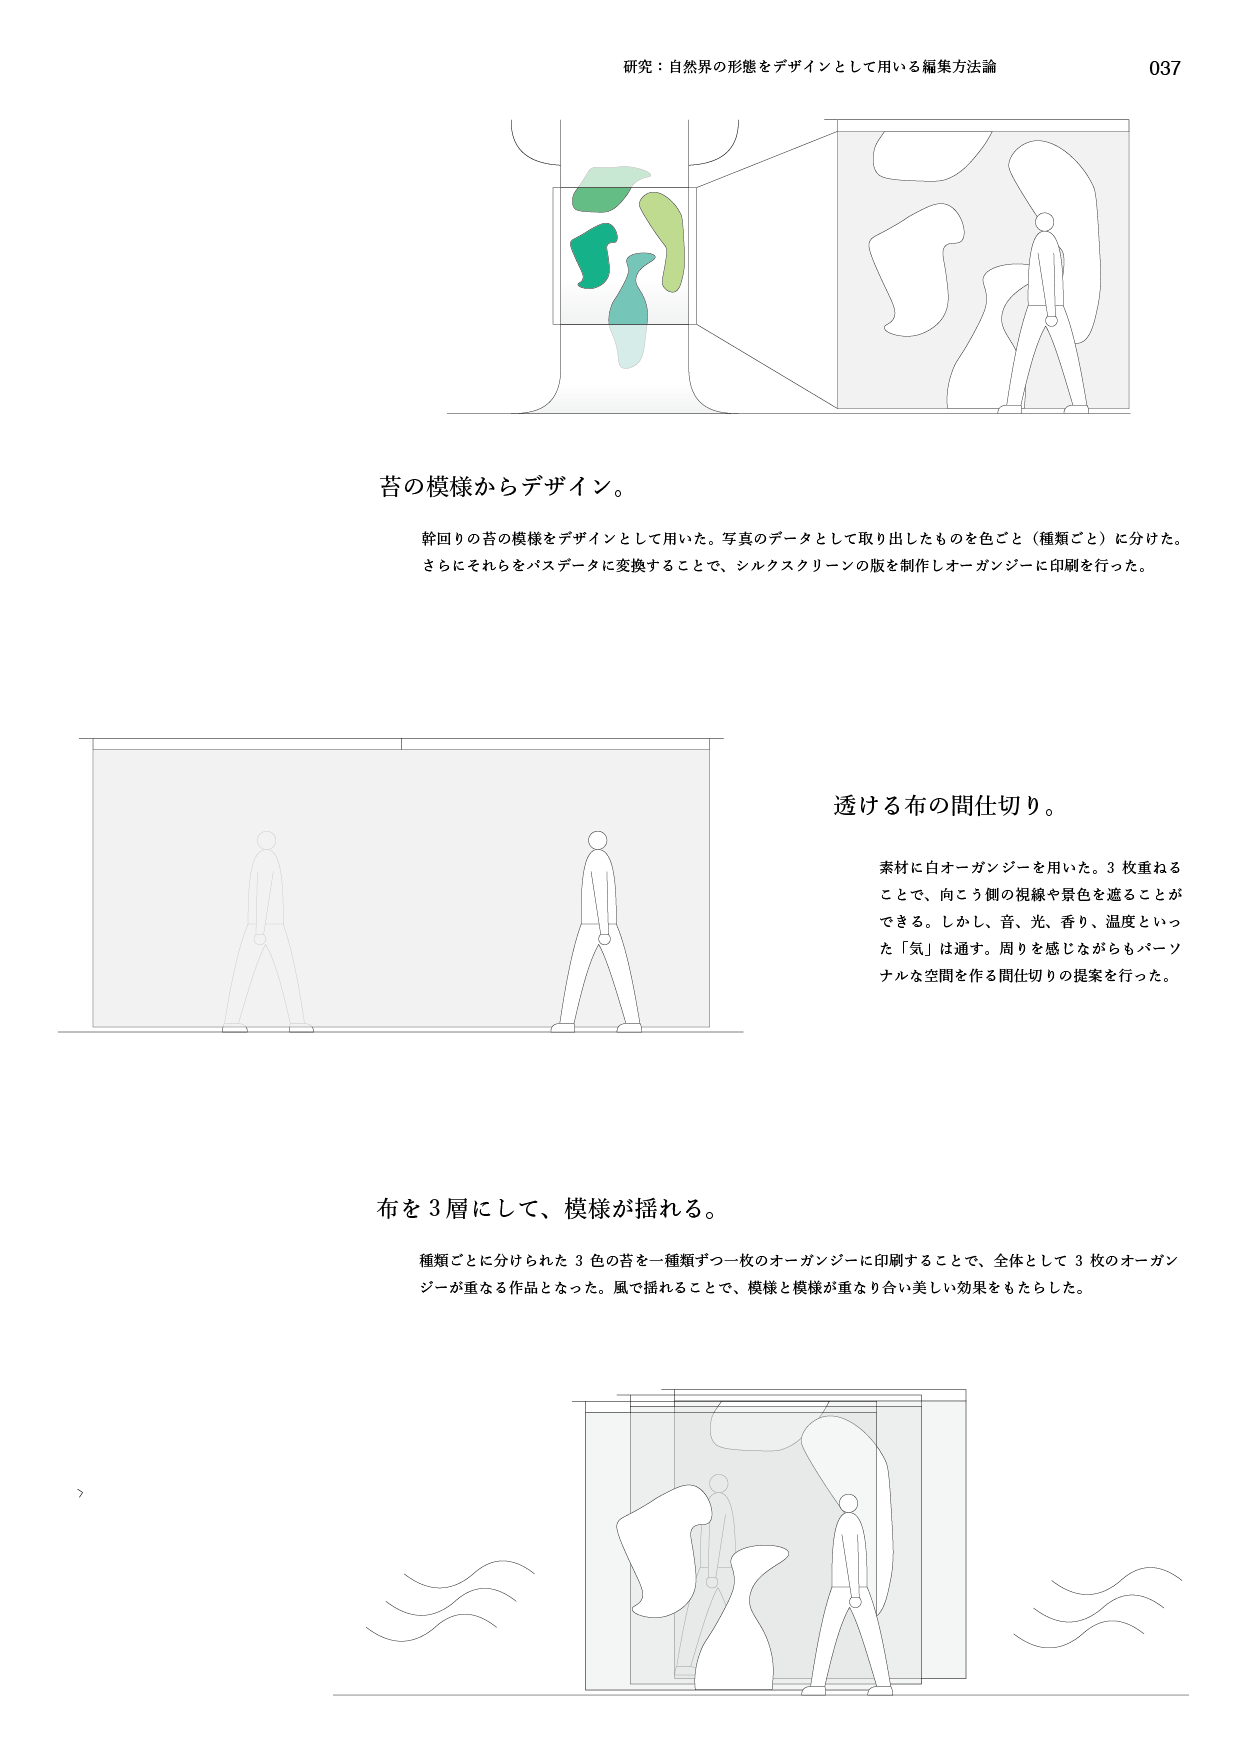 研究：自然界の形態をデザインとして用いる編集方法論
037
苔の模様からデザイン。
幹回りの苔の模様をデザインとして用いた。写真のデータとして取り出したものを色ごと（種類ごと）に分けた。
さらにそれらをパスデータに変換することで、シルクスクリーンの版を制作しオーガンジーに印刷を行った。
透ける布の間仕切り。
素材に白オーガンジーを用いた。3 枚重ねる
ことで、向こう側の視線や景色を遮ることが
できる。しかし、音、光、香り、温度といっ
た「気」は通す。周りを感じながらもパーソ
ナルな空間を作る間仕切りの提案を行った。
布を 3 層にして、模様が揺れる。
種類ごとに分けられた 3 色の苔を一種類ずつ一枚のオーガンジーに印刷することで、全体として 3 枚のオーガン
ジーが重なる作品となった。風で揺れることで、模様と模様が重なり合い美しい効果をもたらした。